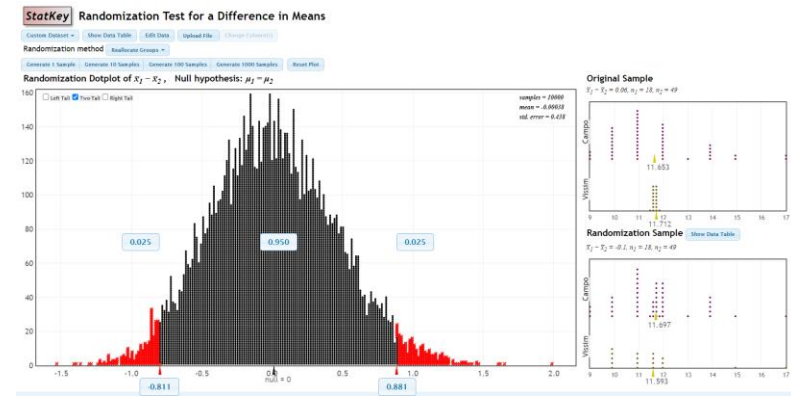 StatKey Randomization Test for a Difference in Means
Custom Dataset Show Data Table Edit Data Upload File Change Column(s)
Randomization method Reallocate Groups
Generate 1 Sample Generate 10 Samples Generate 100 Samples Generate 1000 Samples Reset Plot
Randomization Dotplot of x̄₁ − x̄₂ , Null hypothesis: μ₁ = μ₂
Left Tail Two Tail Right Tail
samples = 10000
mean = -0.00038
std. error = 0.438
160
140
120
100
80
60
40
20
0
0.025 0.950 0.025
-1.5 -1.0 -0.5 0.0 0.5 1.0 1.5 2.0
null = 0
-0.811 0.881
Original Sample
x̄₁ − x̄₂ = 0.06, n₁ = 18, n₂ = 49
Campo
11.653
Vissim
9 10 11 12 13 14 15 16 17
11.712
Randomization Sample Show Data Table
x̄₁ − x̄₂ = -0.1, n₁ = 18, n₂ = 49
Campo
11.697
Vissim
9 10 11 12 13 14 15 16 17
11.593